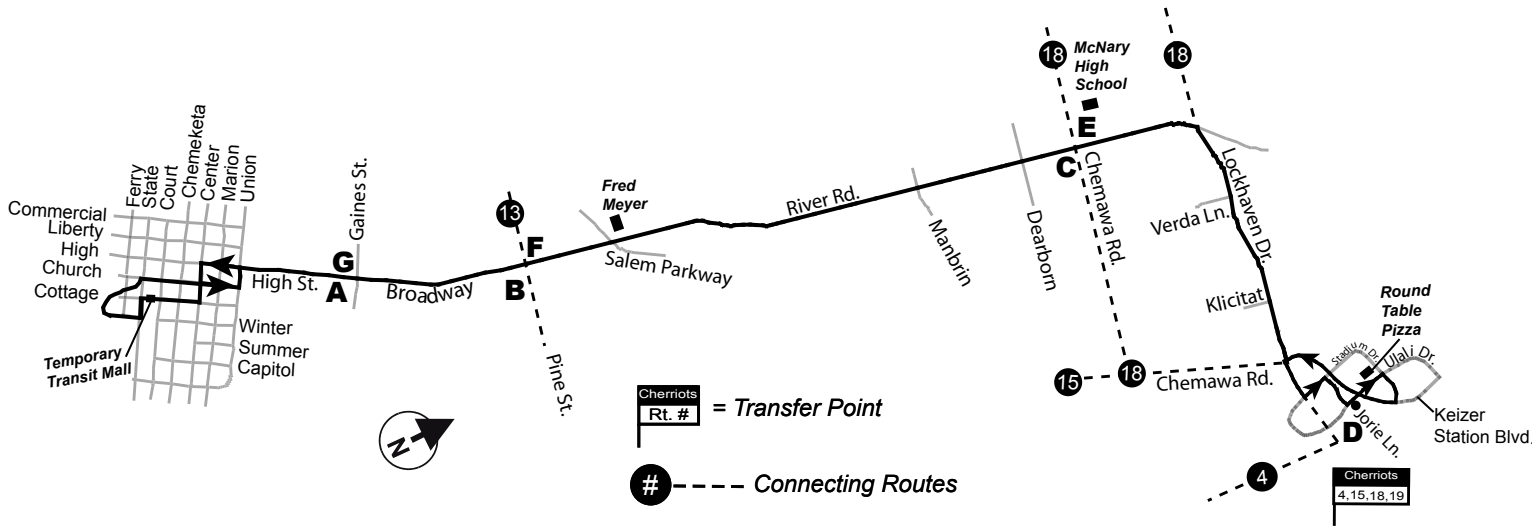 Ferry
State
Court
Chemeketa
Center
Marion
Union
Commercial
Liberty
High
Church
Cottage
Winter
Summer
Capitol
Temporary
Transit Mall
High St.
G
A
Gaines St.
Broadway
13
F
B
Pine St.
Fred
Meyer
Salem Parkway
River Rd.
Manbrin
Dearborn
18
McNary
High
School
E
C
Chemawa Rd.
18
Lockhaven Dr.
Verda Ln.
Klicitat
15
18
Chemawa Rd.
Round
Table
Pizza
Stadium Dr.
Ulali Dr.
Keizer
Station Blvd.
Jorie Ln.
D
4
Cherriots
4,15,18,19
N
Cherriots
Rt. #
= Transfer Point
#
Connecting Routes